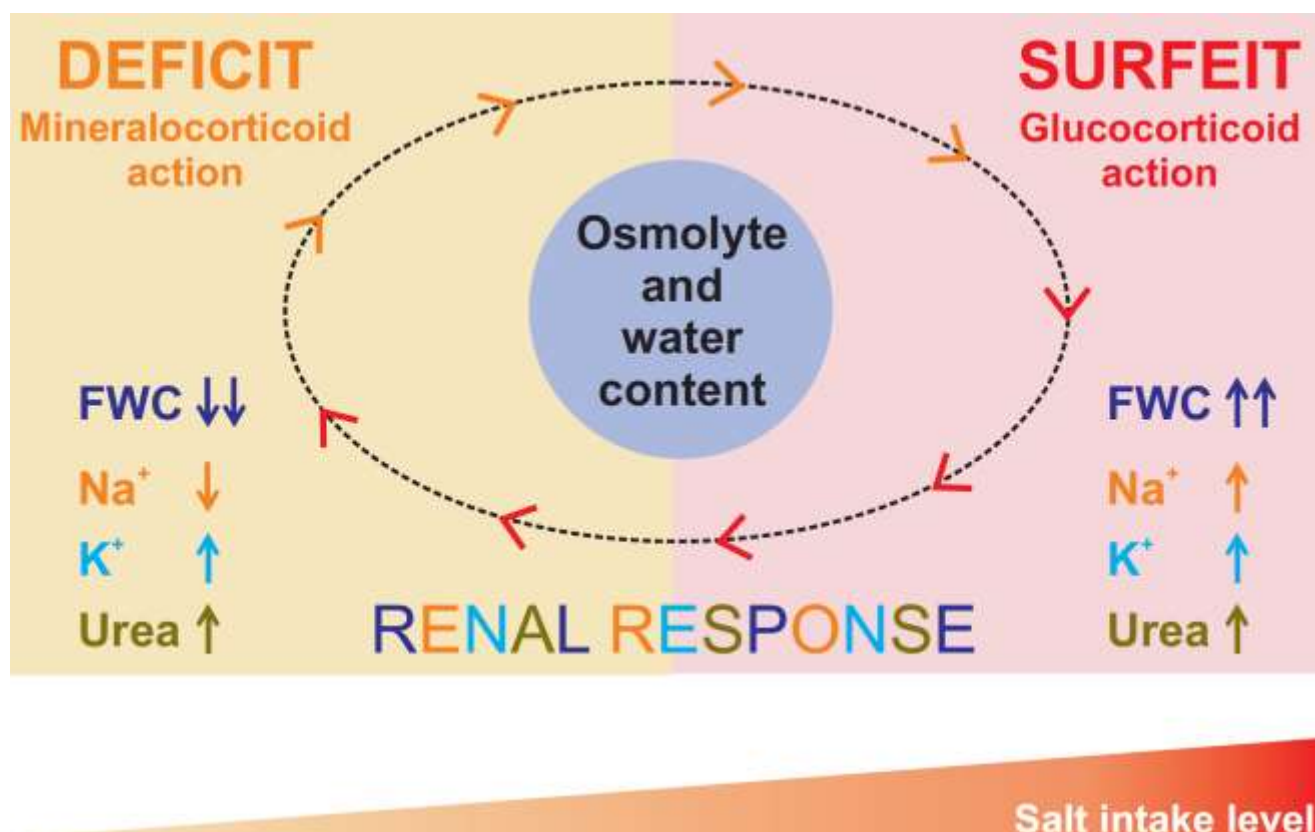 DEFICIT
Mineralocorticoid
action
SURFEIT
Glucocorticoid
action
Osmolyte
and
water
content
FWC ↓↓
Na⁺ ↓
K⁺ ↑
Urea ↑
FWC ↑↑
Na⁺ ↑
K⁺ ↑
Urea ↑
RENAL RESPONSE
Salt intake level